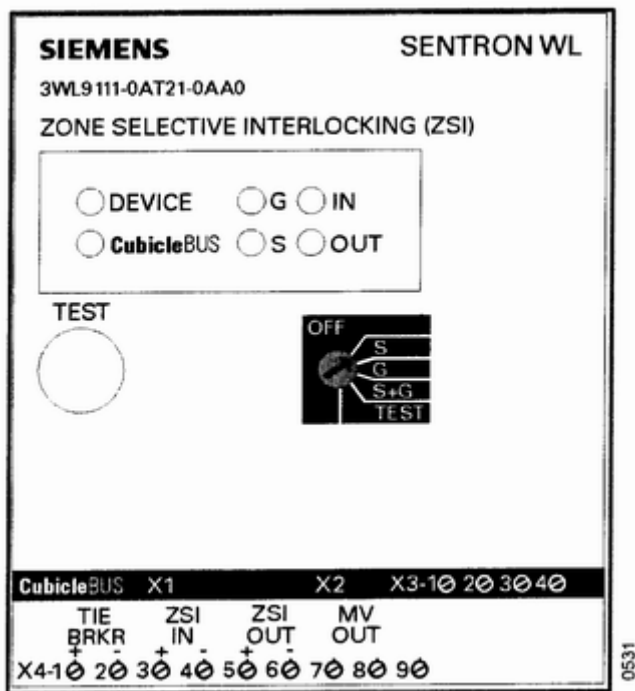 SIEMENS SENTRON WL
3WL9111-0AT21-0AA0
ZONE SELECTIVE INTERLOCKING (ZSI)
DEVICE G IN
CubicleBUS S OUT
TEST
OFF
S
G
S+G
TEST
CubicleBUS X1 X2 X3-1 2 3 4
TIE ZSI ZSI MV
BRKR IN OUT OUT
+ - + - + -
X4-1 2 3 4 5 6 7 8 9
0531